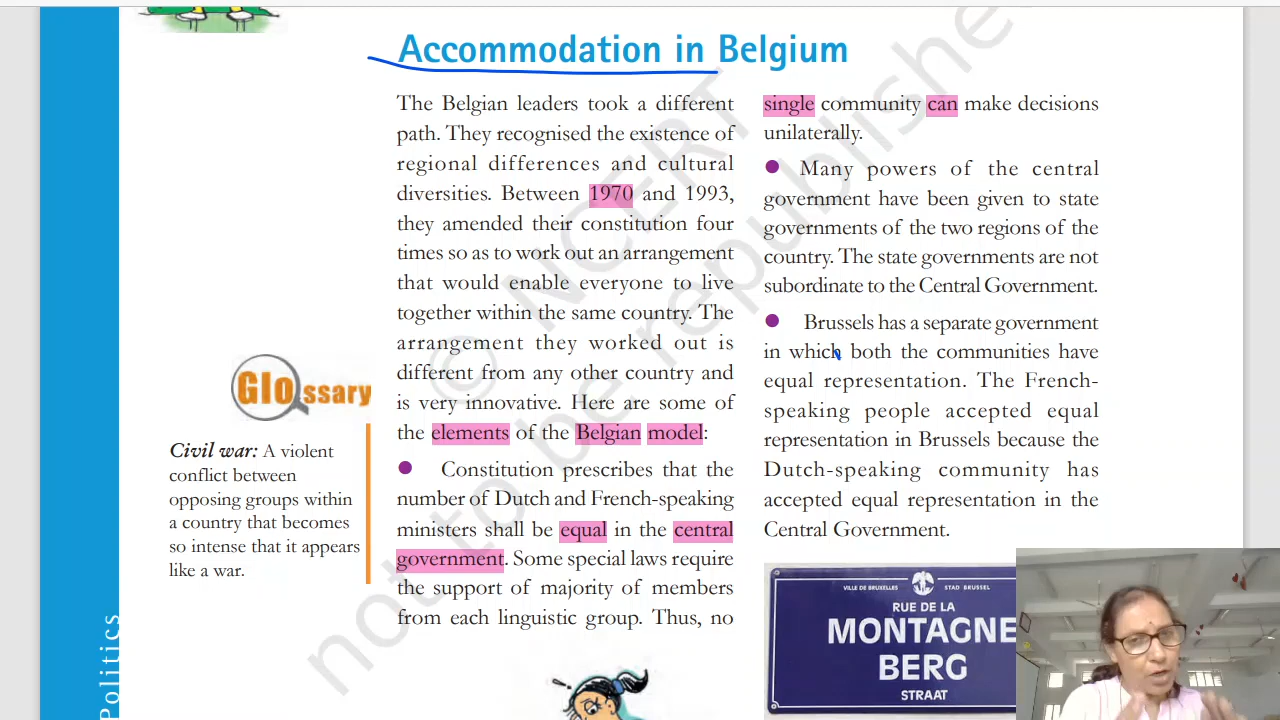 Accommodation in Belgium
The Belgian leaders took a different
path. They recognised the existence of
regional differences and cultural
diversities. Between 1970 and 1993,
they amended their constitution four
times so as to work out an arrangement
that would enable everyone to live
together within the same country. The
arrangement they worked out is
different from any other country and
is very innovative. Here are some of
the elements of the Belgian model:
● Constitution prescribes that the
number of Dutch and French-speaking
ministers shall be equal in the central
government. Some special laws require
the support of majority of members
from each linguistic group. Thus, no
single community can make decisions
unilaterally.
● Many powers of the central
government have been given to state
governments of the two regions of the
country. The state governments are not
subordinate to the Central Government.
● Brussels has a separate government
in which both the communities have
equal representation. The French-
speaking people accepted equal
representation in Brussels because the
Dutch-speaking community has
accepted equal representation in the
Central Government.
Glossary
Civil war: A violent
conflict between
opposing groups within
a country that becomes
so intense that it appears
like a war.
VILLE DE BRUXELLES STAD BRUSSEL
RUE DE LA
MONTAGNE
BERG
STRAAT
Politics
© NCERT
not to be republishe